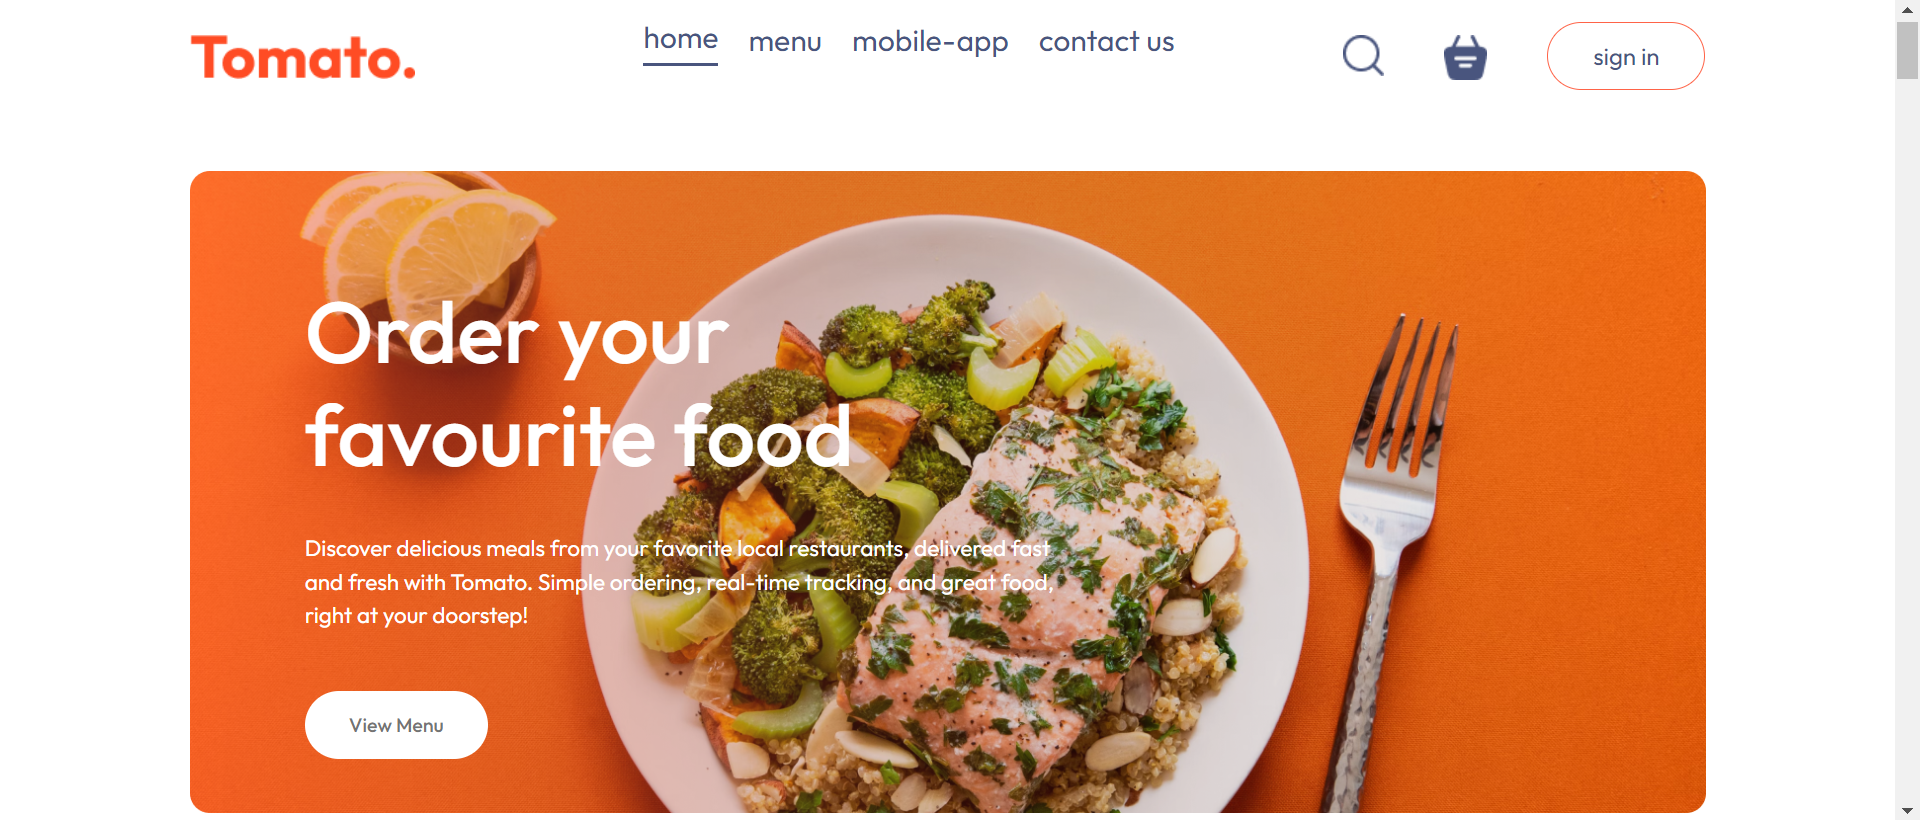 Tomato.
home menu mobile-app contact us
sign in
Order your
favourite food
Discover delicious meals from your favorite local restaurants, delivered fast
and fresh with Tomato. Simple ordering, real-time tracking, and great food,
right at your doorstep!
View Menu